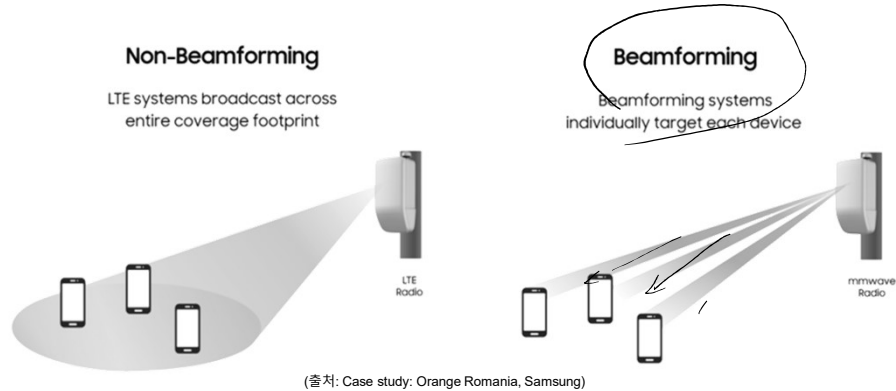 Non-Beamforming
LTE systems broadcast across
entire coverage footprint
LTE
Radio
Beamforming
Beamforming systems
individually target each device
mmwave
Radio
(출처: Case study: Orange Romania, Samsung)